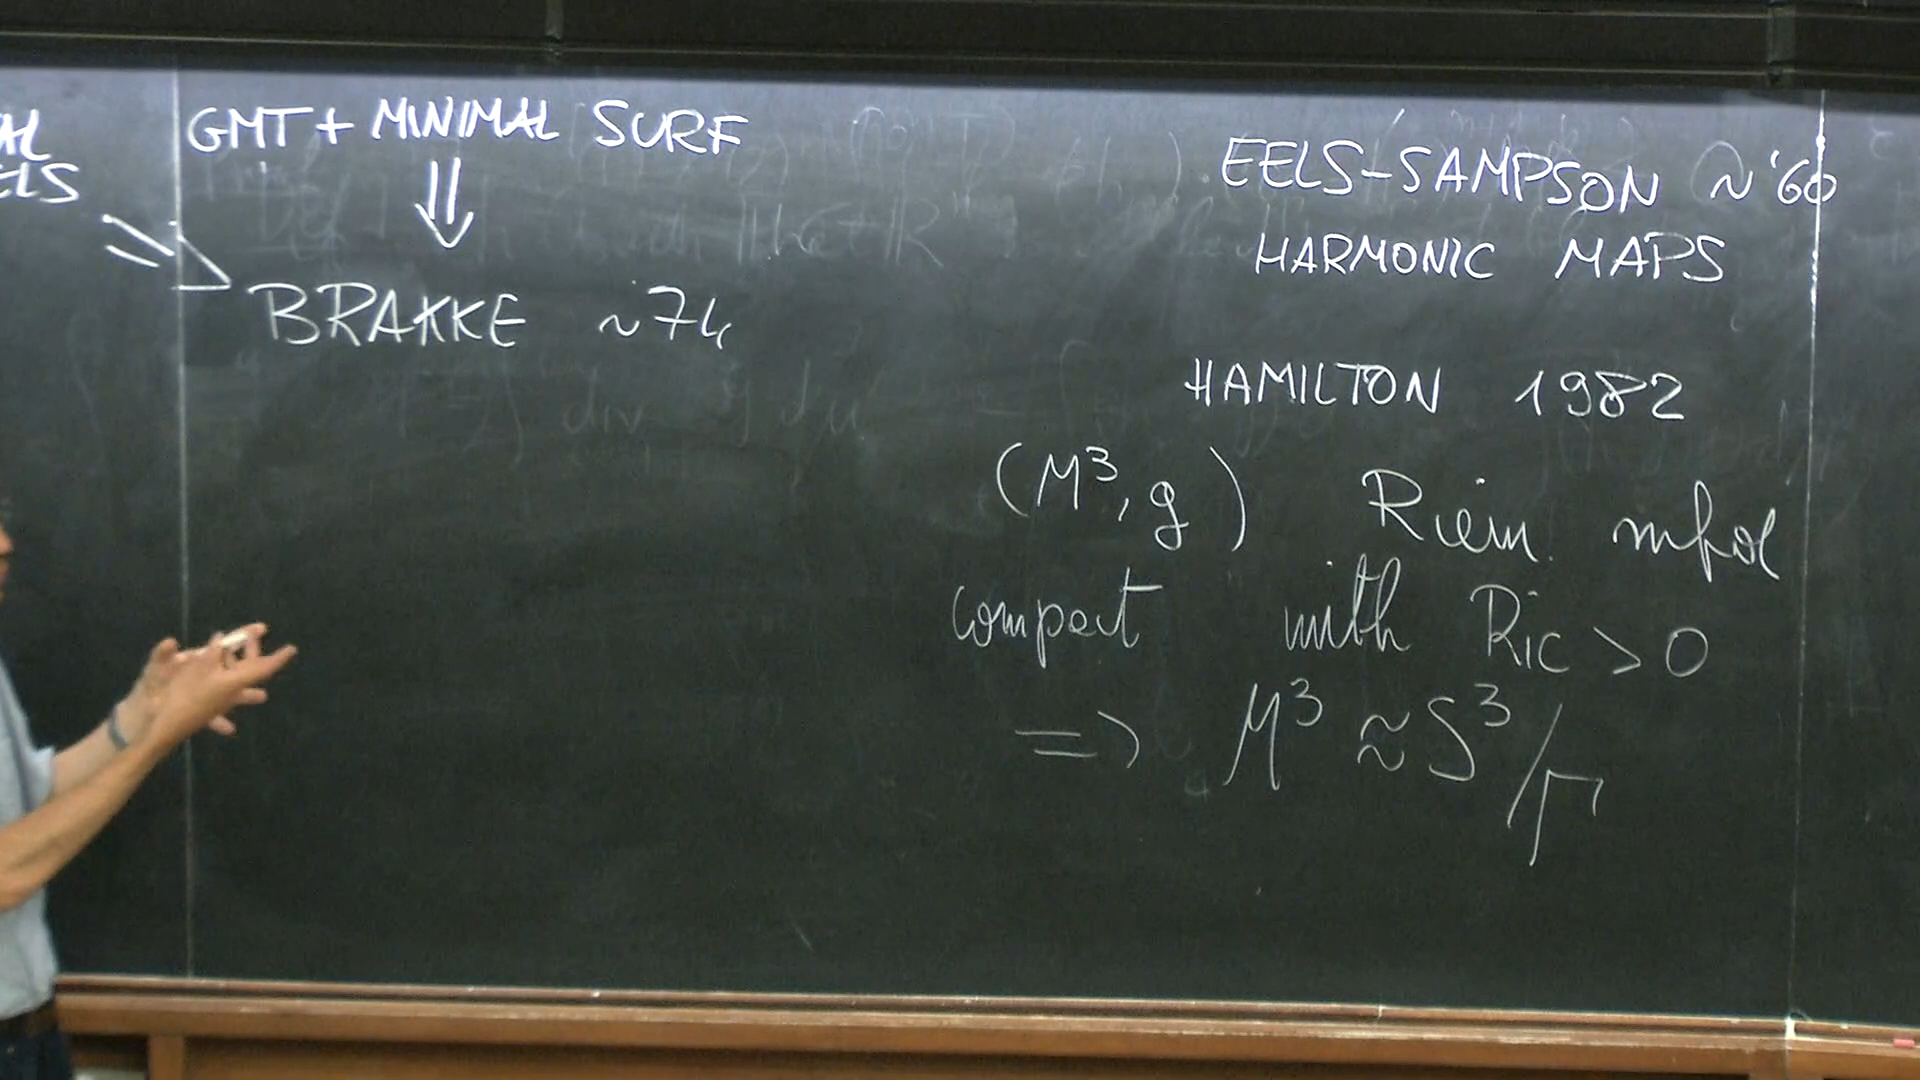 GMT + MINIMAL SURF
⇓
BRAKKE ~74
EELS-SAMPSON ~ '60
HARMONIC MAPS
HAMILTON 1982
(M³, g) Riem. mfold
compact with Ric > 0
=> M³ ≈ S³/Γ